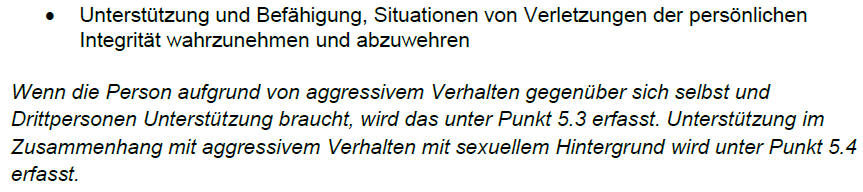 • Unterstützung und Befähigung, Situationen von Verletzungen der persönlichen
Integrität wahrzunehmen und abzuwehren
Wenn die Person aufgrund von aggressivem Verhalten gegenüber sich selbst und
Drittpersonen Unterstützung braucht, wird das unter Punkt 5.3 erfasst. Unterstützung im
Zusammenhang mit aggressivem Verhalten mit sexuellem Hintergrund wird unter Punkt 5.4
erfasst.